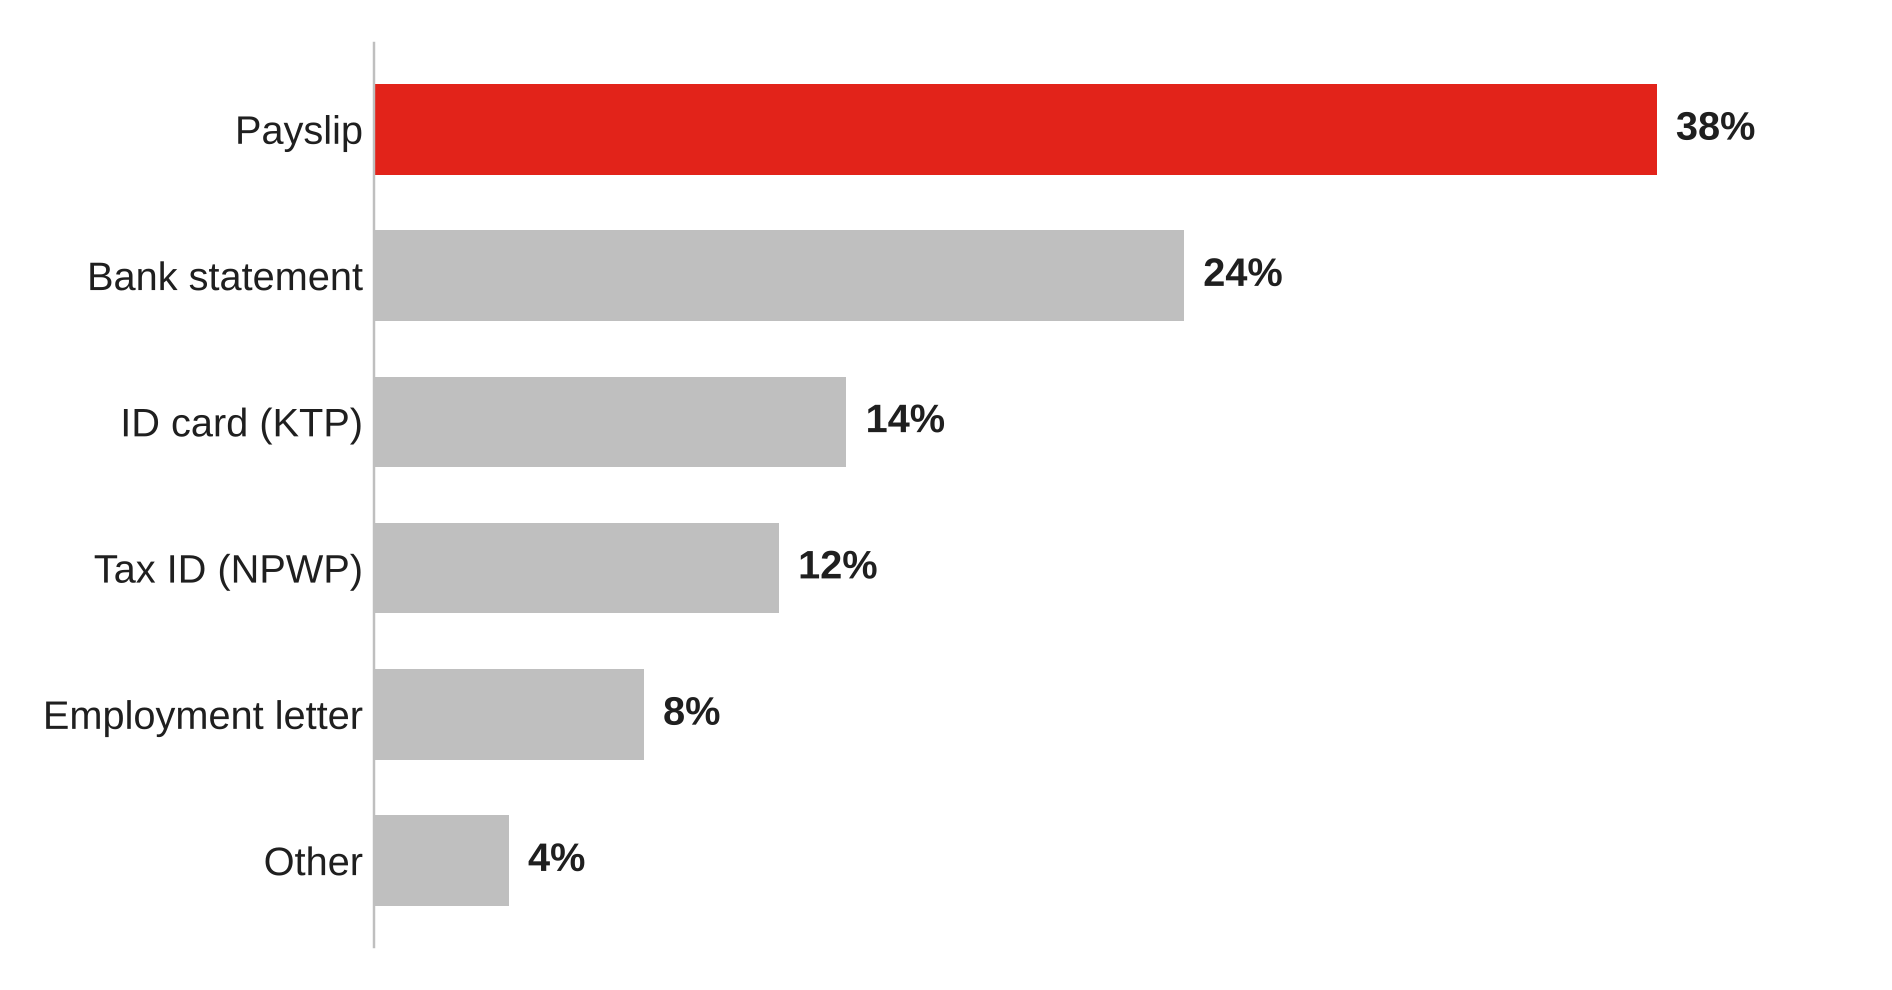 Payslip 38%
Bank statement 24%
ID card (KTP) 14%
Tax ID (NPWP) 12%
Employment letter 8%
Other 4%